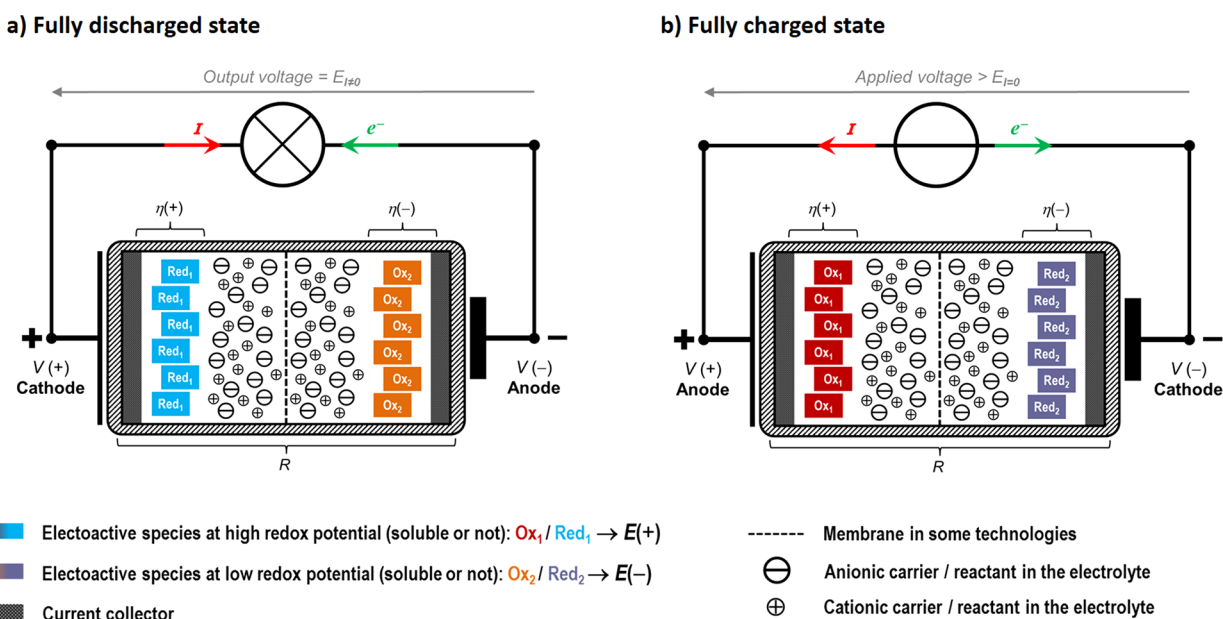 a) Fully discharged state
b) Fully charged state
Output voltage = E_I≠0
Applied voltage > E_I=0
I
e⁻
I
e⁻
η(+)
η(−)
η(+)
η(−)
Red₁
Ox₂
Ox₁
Red₂
Red₁
Ox₂
Ox₁
Red₂
Red₁
Ox₂
Ox₁
Red₂
Red₁
Ox₂
Ox₁
Red₂
Red₁
Ox₂
Ox₁
Red₂
Red₁
Ox₂
Ox₁
Red₂
+
−
+
−
V (+)
Cathode
V (−)
Anode
V (+)
Anode
V (−)
Cathode
R
R
Electoactive species at high redox potential (soluble or not): Ox₁ / Red₁ → E(+)
Electoactive species at low redox potential (soluble or not): Ox₂ / Red₂ → E(−)
Current collector
Membrane in some technologies
Anionic carrier / reactant in the electrolyte
Cationic carrier / reactant in the electrolyte